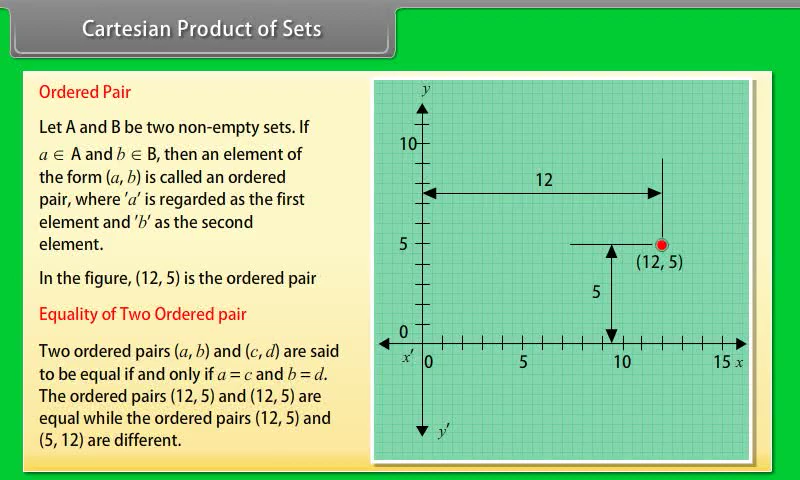 Cartesian Product of Sets
Ordered Pair
Let A and B be two non-empty sets. If
a ∈ A and b ∈ B, then an element of
the form (a, b) is called an ordered
pair, where 'a' is regarded as the first
element and 'b' as the second
element.
In the figure, (12, 5) is the ordered pair
Equality of Two Ordered pair
Two ordered pairs (a, b) and (c, d) are said
to be equal if and only if a = c and b = d.
The ordered pairs (12, 5) and (12, 5) are
equal while the ordered pairs (12, 5) and
(5, 12) are different.
y
10
12
5
(12, 5)
5
0
x' 0 5 10 15 x
y'